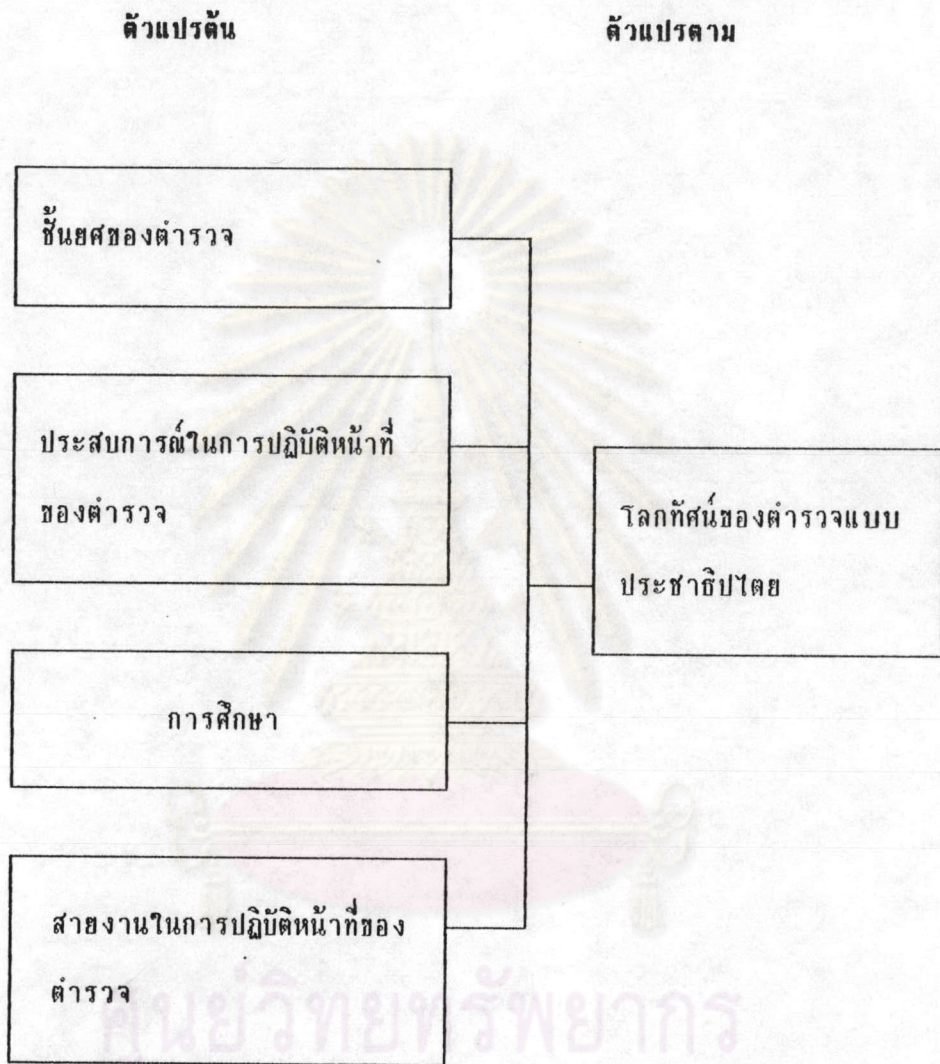 ตัวแปรต้น
ตัวแปรตาม
ชั้นยศของตำรวจ
ประสบการณ์ในการปฏิบัติหน้าที่
ของตำรวจ
โลกทัศน์ของตำรวจแบบ
ประชาธิปไตย
การศึกษา
สายงานในการปฏิบัติหน้าที่ของ
ตำรวจ
ศูนย์วิทยทรัพยากร